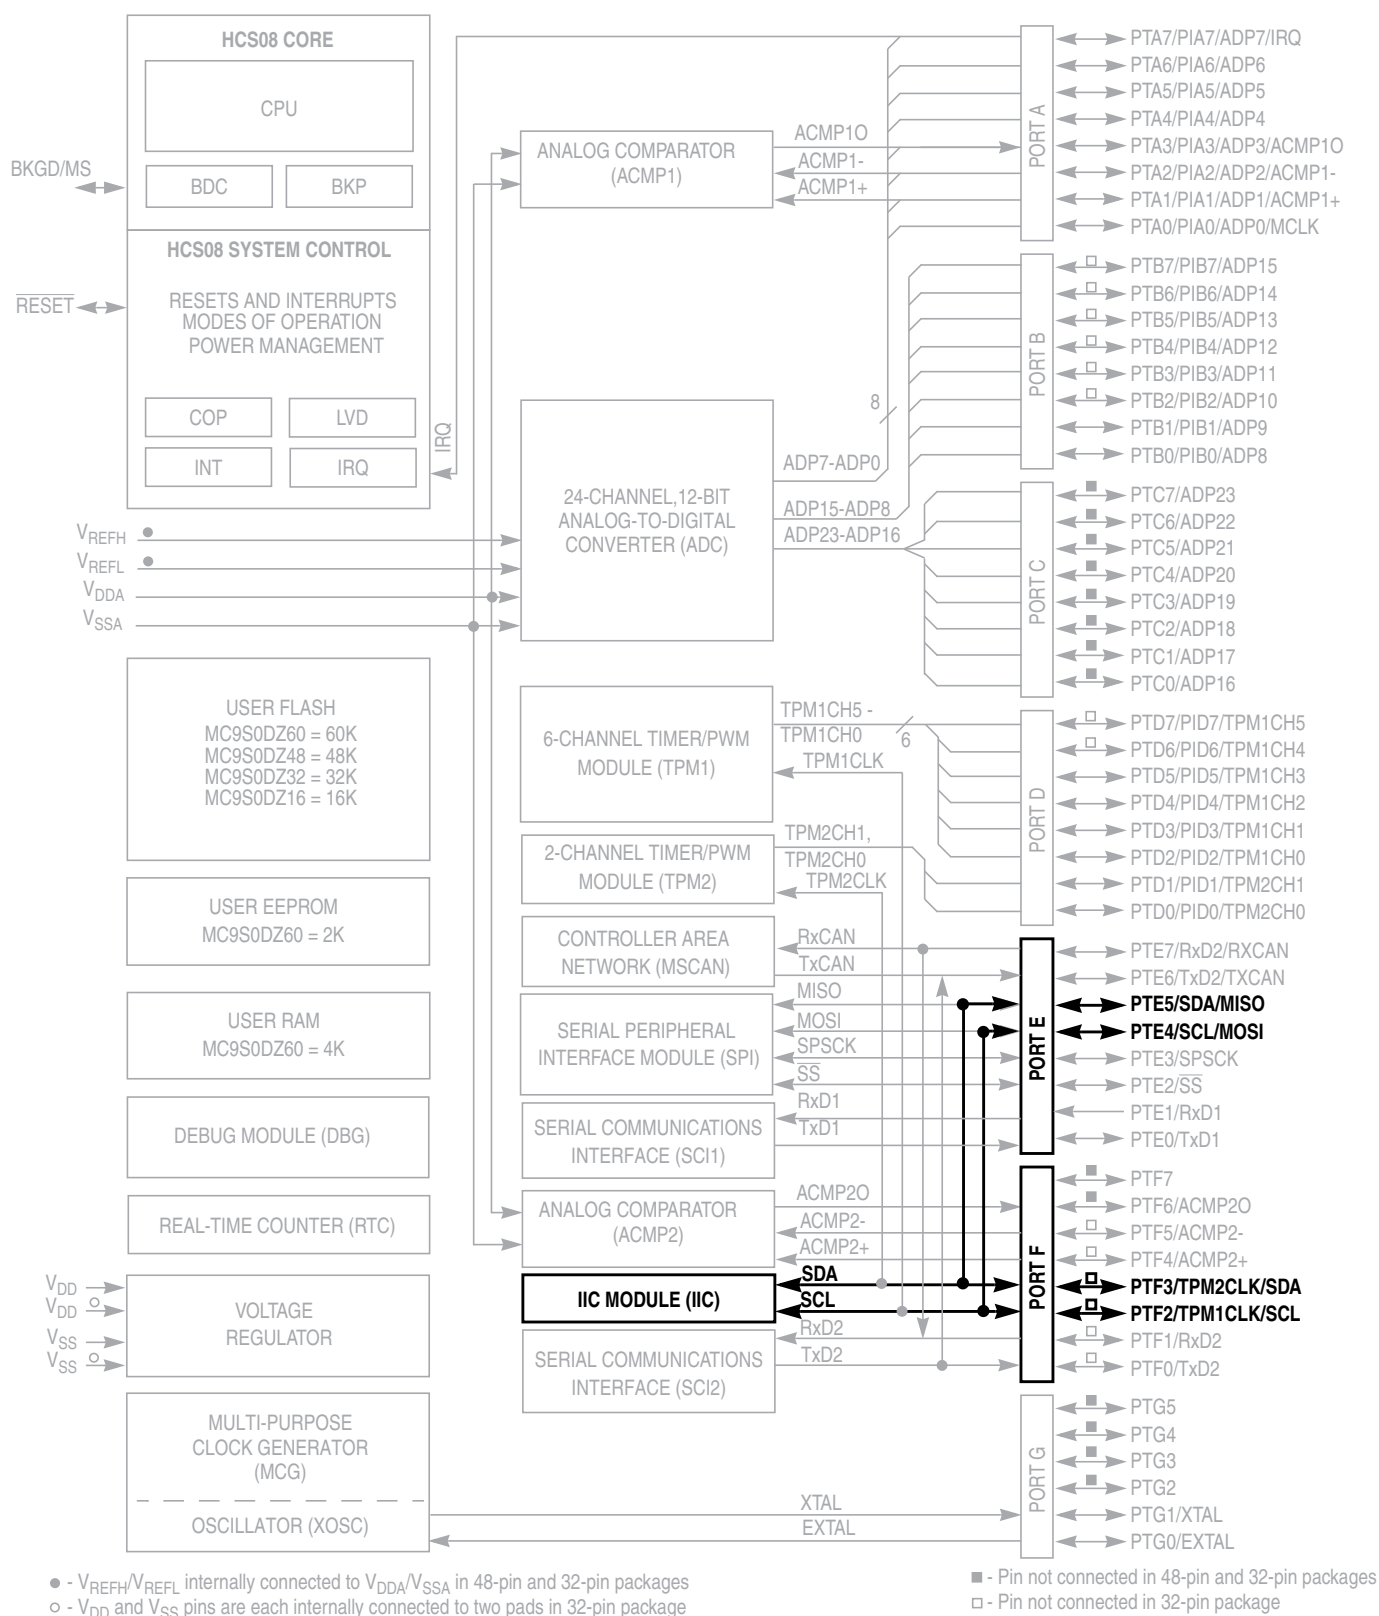 HCS08 CORE
CPU
BDC
BKP
BKGD/MS
HCS08 SYSTEM CONTROL
RESETS AND INTERRUPTS
MODES OF OPERATION
POWER MANAGEMENT
RESET
COP
LVD
INT
IRQ
IRQ
VREFH
VREFL
VDDA
VSSA
USER FLASH
MC9S0DZ60 = 60K
MC9S0DZ48 = 48K
MC9S0DZ32 = 32K
MC9S0DZ16 = 16K
USER EEPROM
MC9S0DZ60 = 2K
USER RAM
MC9S0DZ60 = 4K
DEBUG MODULE (DBG)
REAL-TIME COUNTER (RTC)
VDD
VDD
VSS
VSS
VOLTAGE
REGULATOR
MULTI-PURPOSE
CLOCK GENERATOR
(MCG)
OSCILLATOR (XOSC)
ANALOG COMPARATOR
(ACMP1)
ACMP1O
ACMP1-
ACMP1+
24-CHANNEL,12-BIT
ANALOG-TO-DIGITAL
CONVERTER (ADC)
8
ADP7-ADP0
ADP15-ADP8
ADP23-ADP16
6-CHANNEL TIMER/PWM
MODULE (TPM1)
TPM1CH5 -
TPM1CH0
6
TPM1CLK
2-CHANNEL TIMER/PWM
MODULE (TPM2)
TPM2CH1,
TPM2CH0
TPM2CLK
CONTROLLER AREA
NETWORK (MSCAN)
RxCAN
TxCAN
SERIAL PERIPHERAL
INTERFACE MODULE (SPI)
MISO
MOSI
SPSCK
SS
SERIAL COMMUNICATIONS
INTERFACE (SCI1)
RxD1
TxD1
ANALOG COMPARATOR
(ACMP2)
ACMP2O
ACMP2-
ACMP2+
IIC MODULE (IIC)
SDA
SCL
SERIAL COMMUNICATIONS
INTERFACE (SCI2)
RxD2
TxD2
XTAL
EXTAL
PORT A
PTA7/PIA7/ADP7/IRQ
PTA6/PIA6/ADP6
PTA5/PIA5/ADP5
PTA4/PIA4/ADP4
PTA3/PIA3/ADP3/ACMP1O
PTA2/PIA2/ADP2/ACMP1-
PTA1/PIA1/ADP1/ACMP1+
PTA0/PIA0/ADP0/MCLK
PORT B
PTB7/PIB7/ADP15
PTB6/PIB6/ADP14
PTB5/PIB5/ADP13
PTB4/PIB4/ADP12
PTB3/PIB3/ADP11
PTB2/PIB2/ADP10
PTB1/PIB1/ADP9
PTB0/PIB0/ADP8
PORT C
PTC7/ADP23
PTC6/ADP22
PTC5/ADP21
PTC4/ADP20
PTC3/ADP19
PTC2/ADP18
PTC1/ADP17
PTC0/ADP16
PORT D
PTD7/PID7/TPM1CH5
PTD6/PID6/TPM1CH4
PTD5/PID5/TPM1CH3
PTD4/PID4/TPM1CH2
PTD3/PID3/TPM1CH1
PTD2/PID2/TPM1CH0
PTD1/PID1/TPM2CH1
PTD0/PID0/TPM2CH0
PORT E
PTE7/RxD2/RXCAN
PTE6/TxD2/TXCAN
PTE5/SDA/MISO
PTE4/SCL/MOSI
PTE3/SPSCK
PTE2/SS
PTE1/RxD1
PTE0/TxD1
PORT F
PTF7
PTF6/ACMP2O
PTF5/ACMP2-
PTF4/ACMP2+
PTF3/TPM2CLK/SDA
PTF2/TPM1CLK/SCL
PTF1/RxD2
PTF0/TxD2
PORT G
PTG5
PTG4
PTG3
PTG2
PTG1/XTAL
PTG0/EXTAL
● - VREFH/VREFL internally connected to VDDA/VSSA in 48-pin and 32-pin packages
○ - VDD and VSS pins are each internally connected to two pads in 32-pin package
■ - Pin not connected in 48-pin and 32-pin packages
□ - Pin not connected in 32-pin package